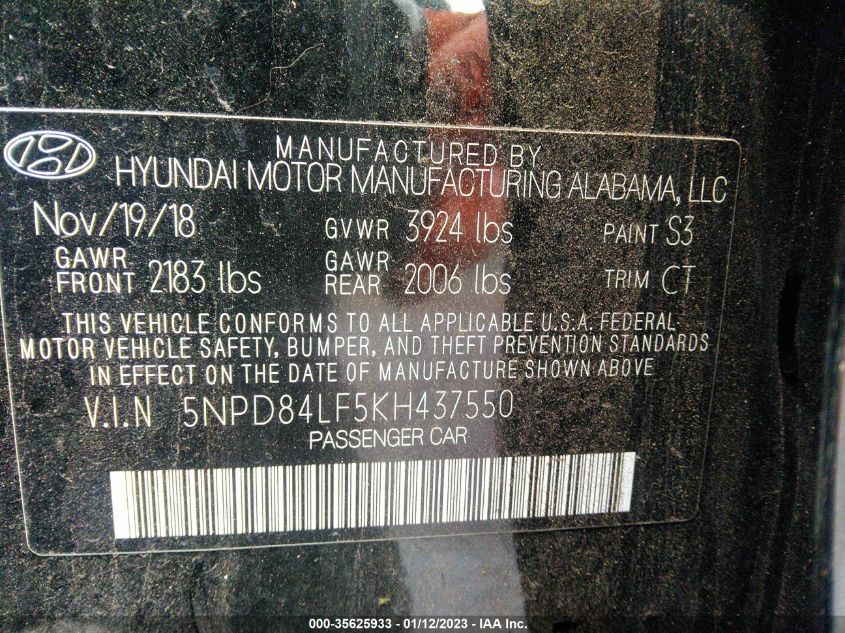 MANUFACTURED BY
HYUNDAI MOTOR MANUFACTURING ALABAMA, LLC
Nov/19/18 GVWR 3924 lbs PAINT S3
GAWR FRONT 2183 lbs GAWR REAR 2006 lbs TRIM CT
THIS VEHICLE CONFORMS TO ALL APPLICABLE U.S.A. FEDERAL
MOTOR VEHICLE SAFETY, BUMPER, AND THEFT PREVENTION STANDARDS
IN EFFECT ON THE DATE OF MANUFACTURE SHOWN ABOVE
V.I.N 5NPD84LF5KH437550
PASSENGER CAR
000-35625933 - 01/12/2023 - IAA Inc.